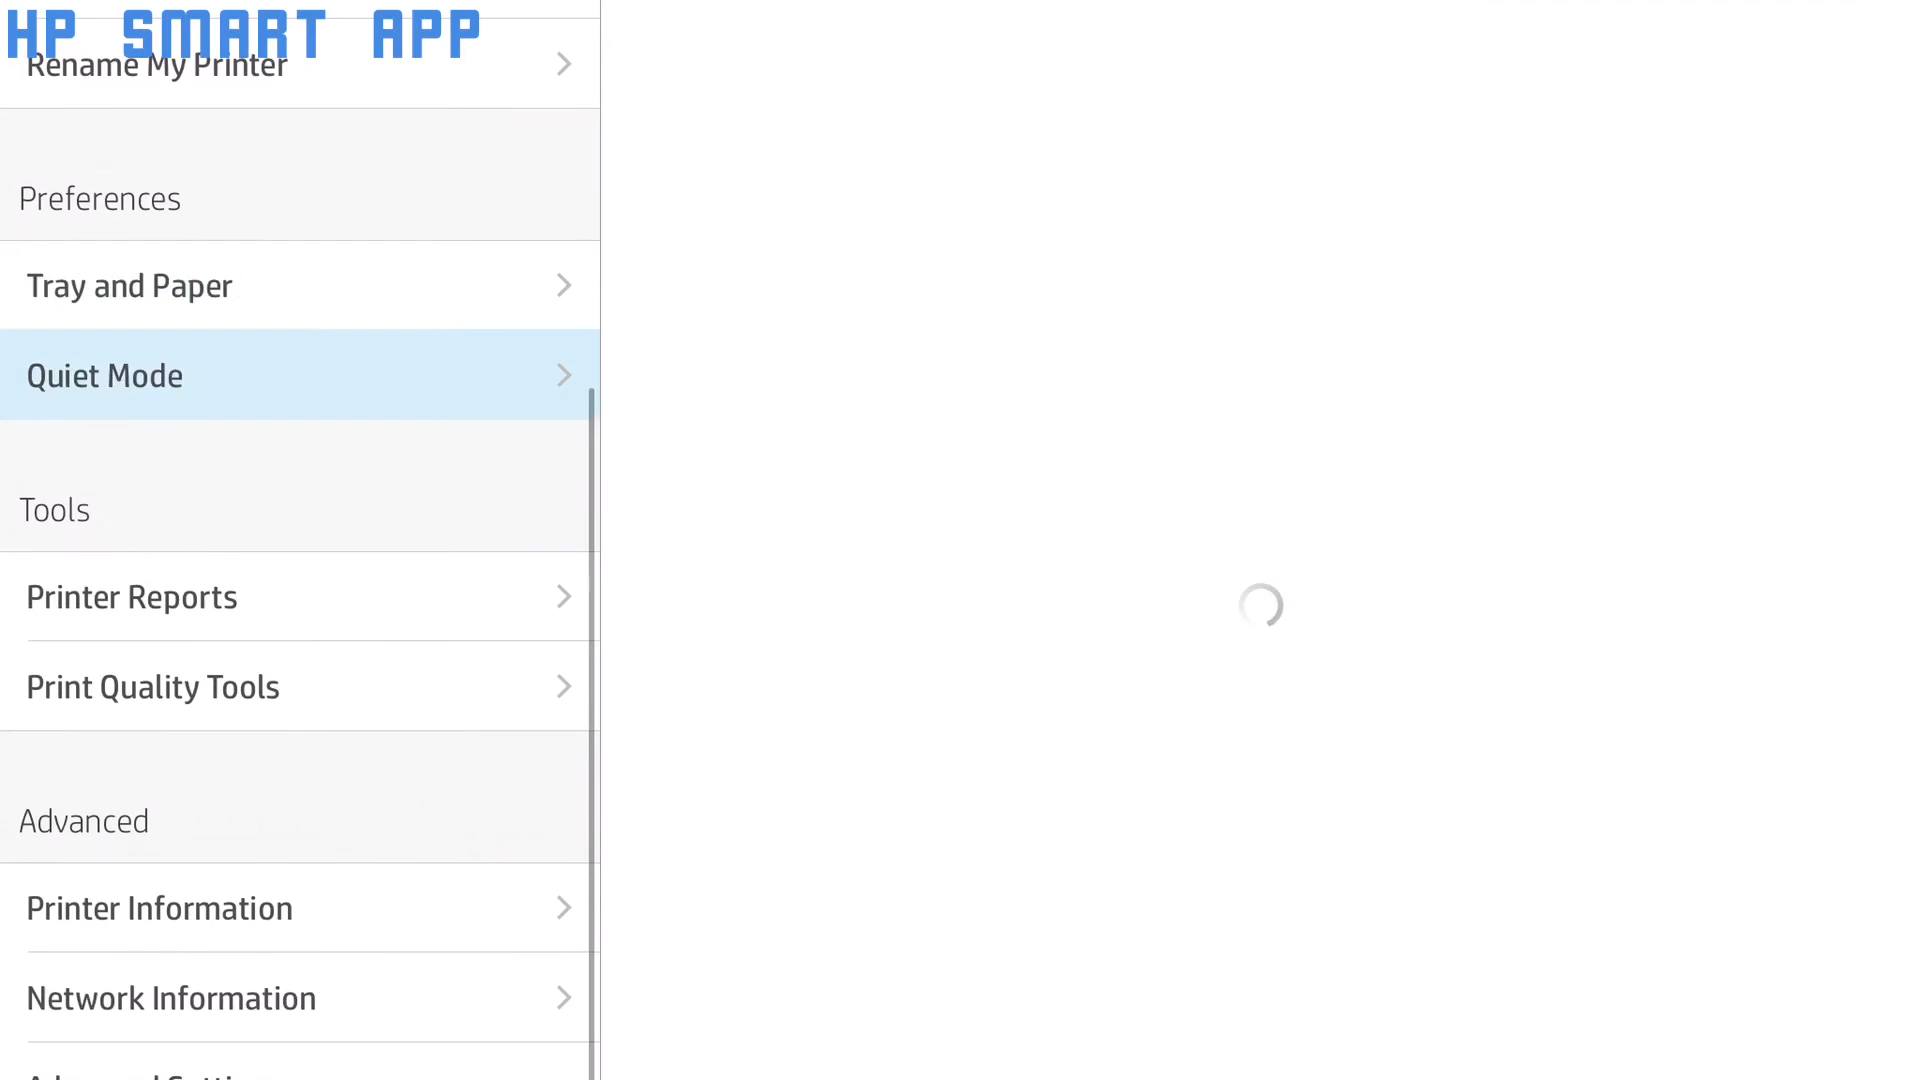 HP SMART APP
Rename My Printer
Preferences
Tray and Paper
Quiet Mode
Tools
Printer Reports
Print Quality Tools
Advanced
Printer Information
Network Information